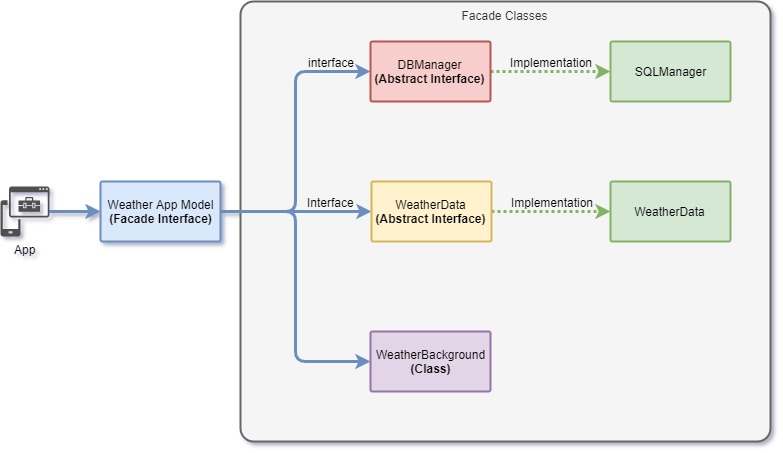 Facade Classes
interface
DBManager
(Abstract Interface)
Implementation
SQLManager
App
Weather App Model
(Facade Interface)
Interface
WeatherData
(Abstract Interface)
Implementation
WeatherData
WeatherBackground
(Class)